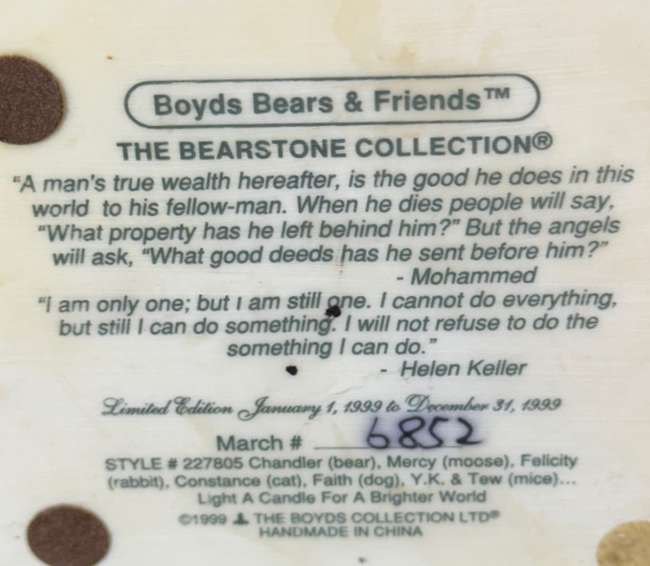 Boyds Bears & Friends™
THE BEARSTONE COLLECTION®
“A man's true wealth hereafter, is the good he does in this
world to his fellow-man. When he dies people will say,
“What property has he left behind him?” But the angels
will ask, “What good deeds has he sent before him?”
- Mohammed
“I am only one; but I am still one. I cannot do everything,
but still I can do something. I will not refuse to do the
something I can do.”
- Helen Keller
Limited Edition January 1, 1999 to December 31, 1999
March # 6852
STYLE # 227805 Chandler (bear), Mercy (moose), Felicity
(rabbit), Constance (cat), Faith (dog), Y.K. & Tew (mice)...
Light A Candle For A Brighter World
©1999 THE BOYDS COLLECTION LTD®
HANDMADE IN CHINA